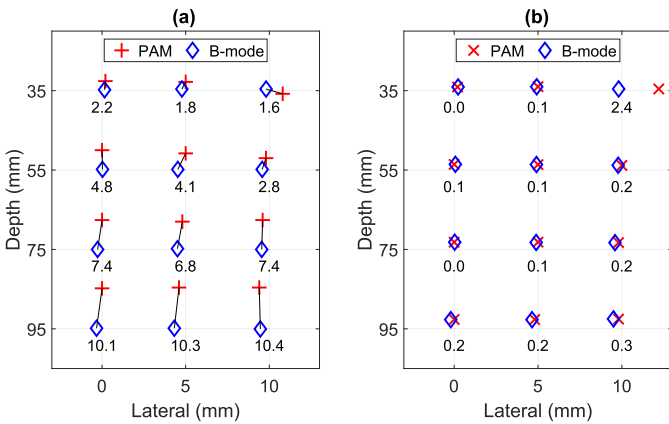 (a)
PAM B-mode
35
2.2 1.8 1.6
55
4.8 4.1 2.8
75
7.4 6.8 7.4
95
10.1 10.3 10.4
0 5 10
Lateral (mm)
Depth (mm)
(b)
PAM B-mode
35
0.0 0.1 2.4
55
0.1 0.1 0.2
75
0.0 0.1 0.2
95
0.2 0.2 0.3
0 5 10
Lateral (mm)
Depth (mm)